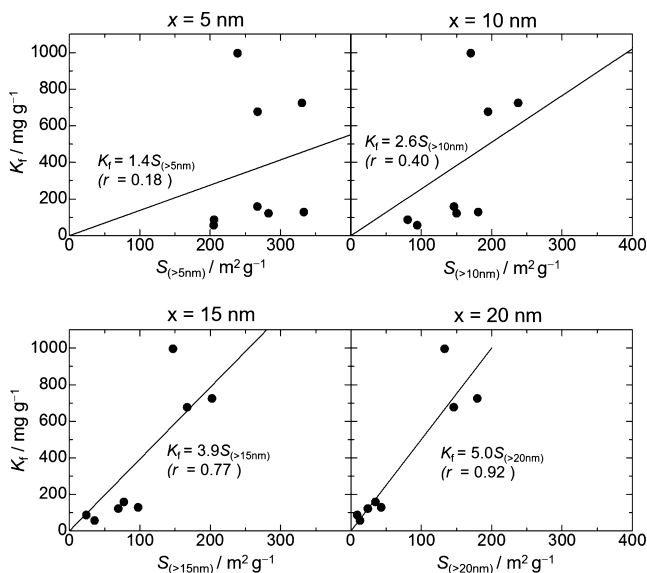 x = 5 nm
x = 10 nm
1000
800
600
400
200
0
K_f / mg g⁻¹
K_f = 1.4S_(>5nm)
(r = 0.18 )
K_f = 2.6S_(>10nm)
(r = 0.40 )
0 100 200 300
0 100 200 300 400
S_(>5nm) / m² g⁻¹
S_(>10nm) / m² g⁻¹
x = 15 nm
x = 20 nm
1000
800
600
400
200
0
K_f / mg g⁻¹
K_f = 3.9S_(>15nm)
(r = 0.77 )
K_f = 5.0S_(>20nm)
(r = 0.92 )
0 100 200 300
0 100 200 300 400
S_(>15nm) / m² g⁻¹
S_(>20nm) / m² g⁻¹